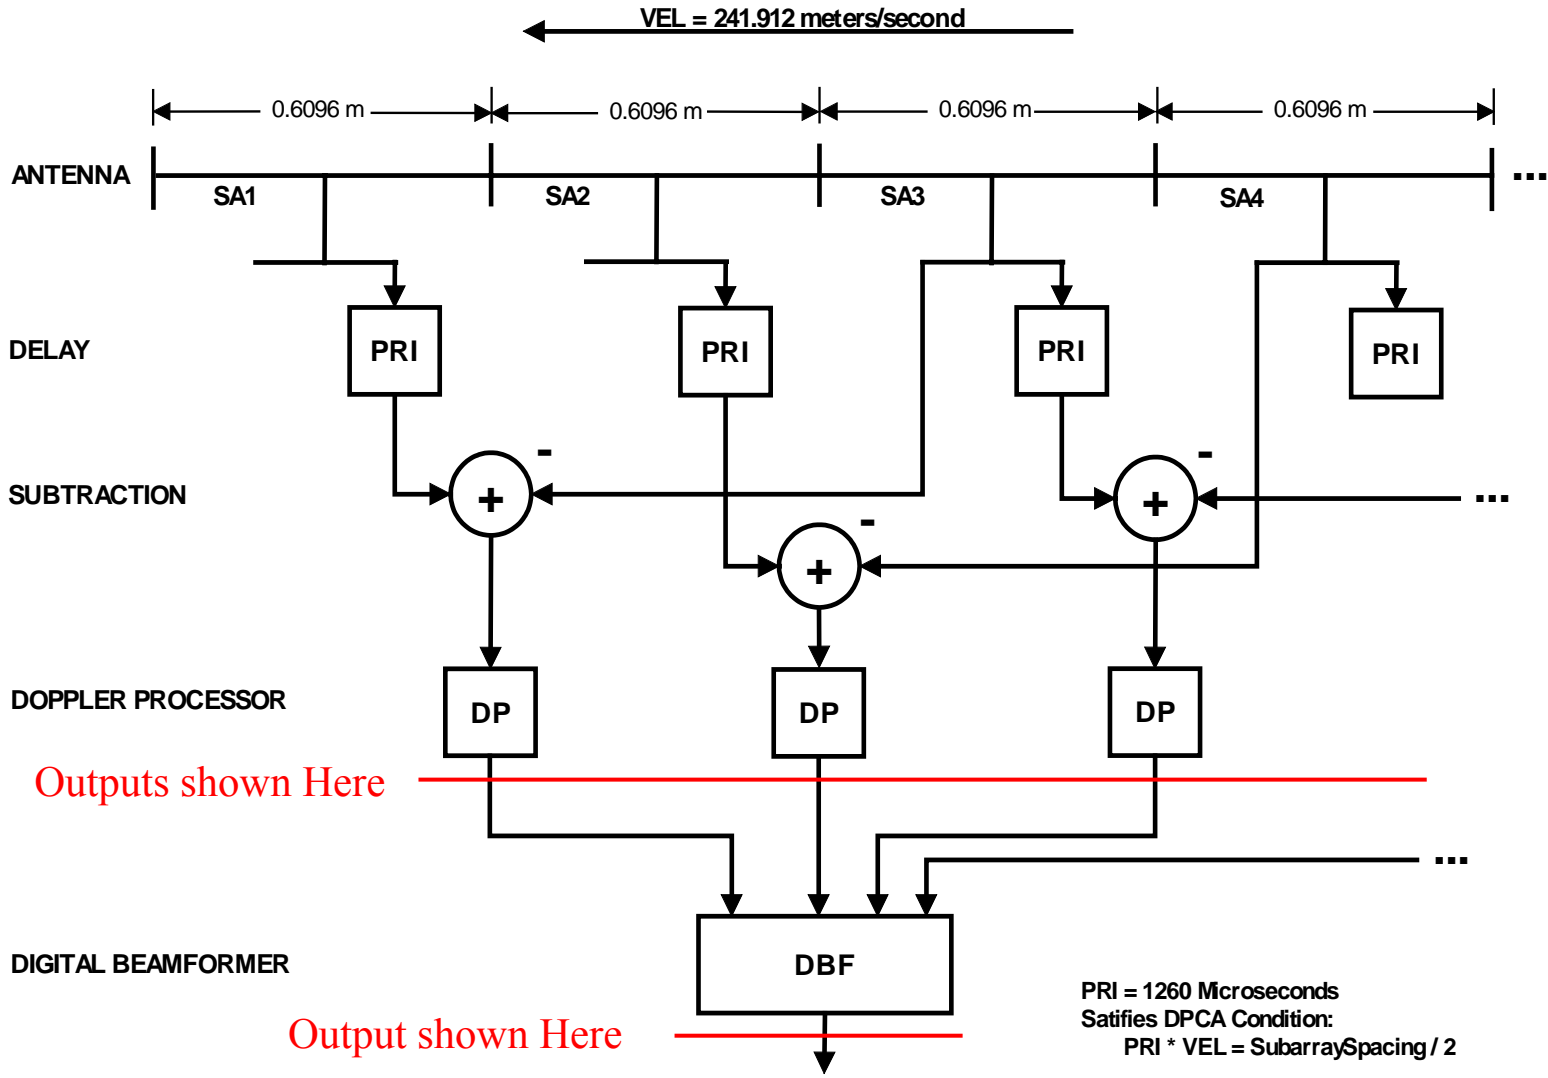 VEL = 241.912 meters/second
0.6096 m 0.6096 m 0.6096 m 0.6096 m
ANTENNA SA1 SA2 SA3 SA4 ...
DELAY PRI PRI PRI PRI
SUBTRACTION + - + - + - ...
DOPPLER PROCESSOR DP DP DP
Outputs shown Here
...
DIGITAL BEAMFORMER DBF
Output shown Here
PRI = 1260 Microseconds
Satifies DPCA Condition:
PRI * VEL = SubarraySpacing / 2